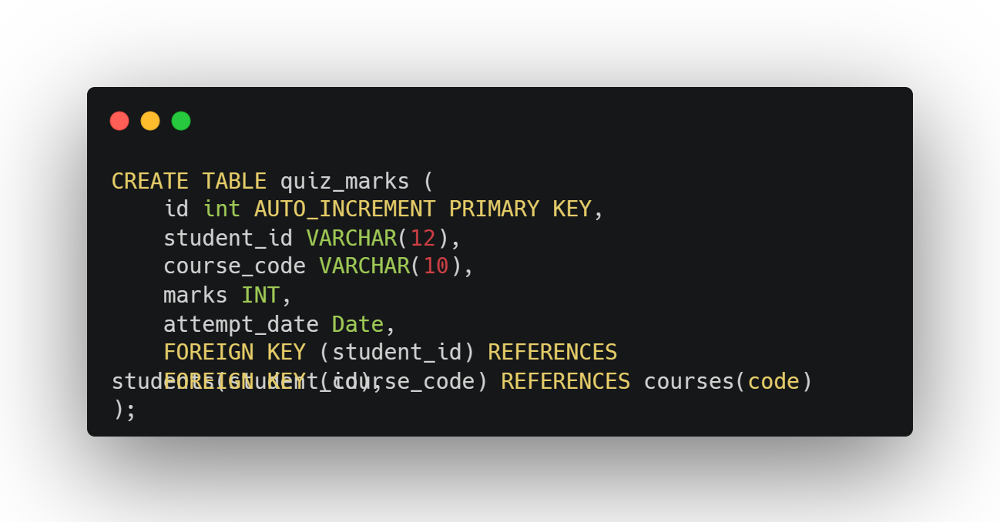 CREATE TABLE quiz_marks (
    id int AUTO_INCREMENT PRIMARY KEY,
    student_id VARCHAR(12),
    course_code VARCHAR(10),
    marks INT,
    attempt_date Date,
    FOREIGN KEY (student_id) REFERENCES
students(student_id),
    FOREIGN KEY (course_code) REFERENCES courses(code)
);